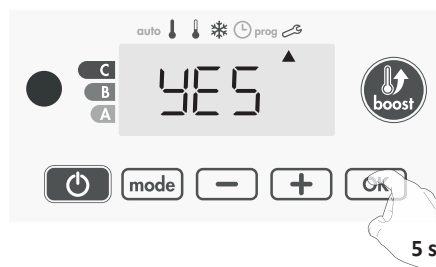 auto prog
C
B
A
YES
boost
mode − + OK
5 s